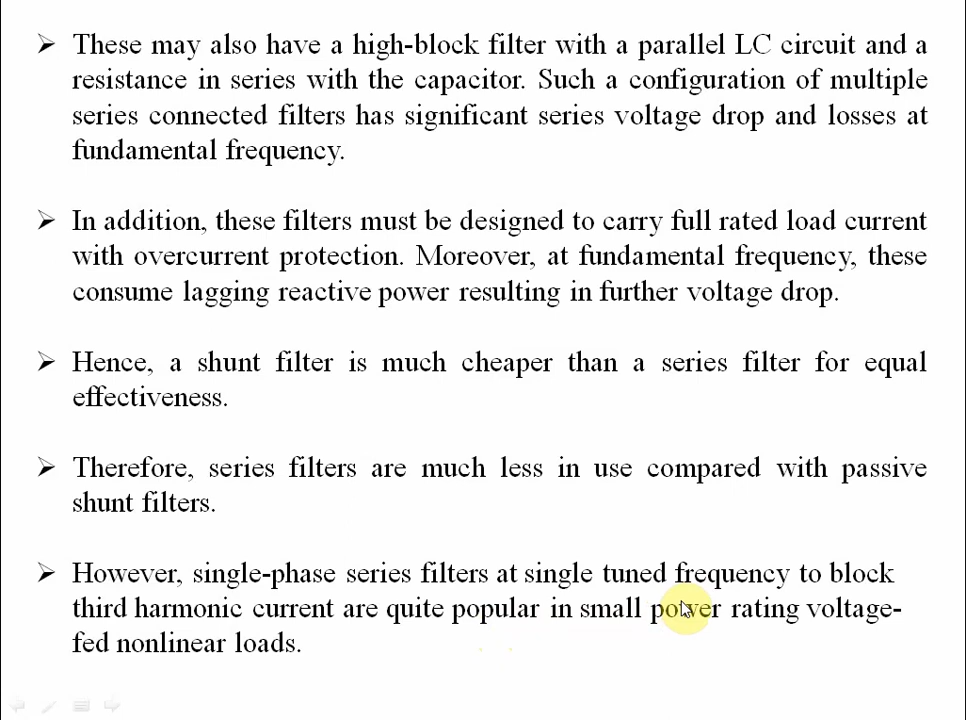 ➢ These may also have a high-block filter with a parallel LC circuit and a
resistance in series with the capacitor. Such a configuration of multiple
series connected filters has significant series voltage drop and losses at
fundamental frequency.
➢ In addition, these filters must be designed to carry full rated load current
with overcurrent protection. Moreover, at fundamental frequency, these
consume lagging reactive power resulting in further voltage drop.
➢ Hence, a shunt filter is much cheaper than a series filter for equal
effectiveness.
➢ Therefore, series filters are much less in use compared with passive
shunt filters.
➢ However, single-phase series filters at single tuned frequency to block
third harmonic current are quite popular in small power rating voltage-
fed nonlinear loads.